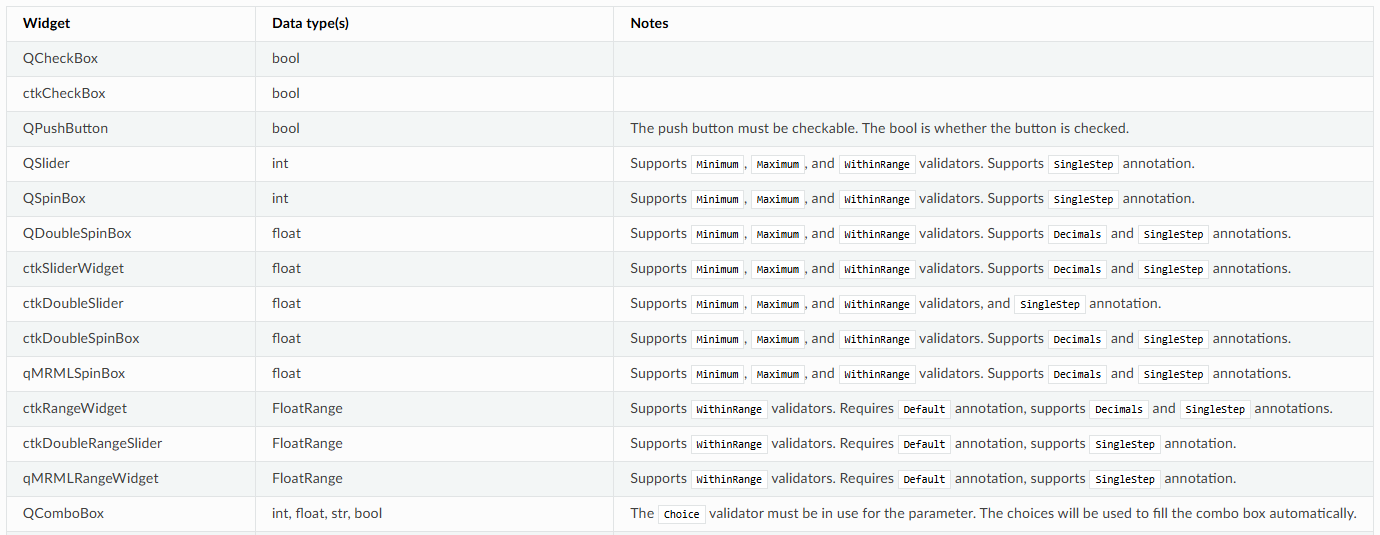 Widget Data type(s) Notes
QCheckBox bool
ctkCheckBox bool
QPushButton bool The push button must be checkable. The bool is whether the button is checked.
QSlider int Supports Minimum, Maximum, and WithinRange validators. Supports SingleStep annotation.
QSpinBox int Supports Minimum, Maximum, and WithinRange validators. Supports SingleStep annotation.
QDoubleSpinBox float Supports Minimum, Maximum, and WithinRange validators. Supports Decimals and SingleStep annotations.
ctkSliderWidget float Supports Minimum, Maximum, and WithinRange validators. Supports Decimals and SingleStep annotations.
ctkDoubleSlider float Supports Minimum, Maximum, and WithinRange validators, and SingleStep annotation.
ctkDoubleSpinBox float Supports Minimum, Maximum, and WithinRange validators. Supports Decimals and SingleStep annotations.
qMRMLSpinBox float Supports Minimum, Maximum, and WithinRange validators. Supports Decimals and SingleStep annotations.
ctkRangeWidget FloatRange Supports WithinRange validators. Requires Default annotation, supports Decimals and SingleStep annotations.
ctkDoubleRangeSlider FloatRange Supports WithinRange validators. Requires Default annotation, supports SingleStep annotation.
qMRMLRangeWidget FloatRange Supports WithinRange validators. Requires Default annotation, supports SingleStep annotation.
QComboBox int, float, str, bool The Choice validator must be in use for the parameter. The choices will be used to fill the combo box automatically.